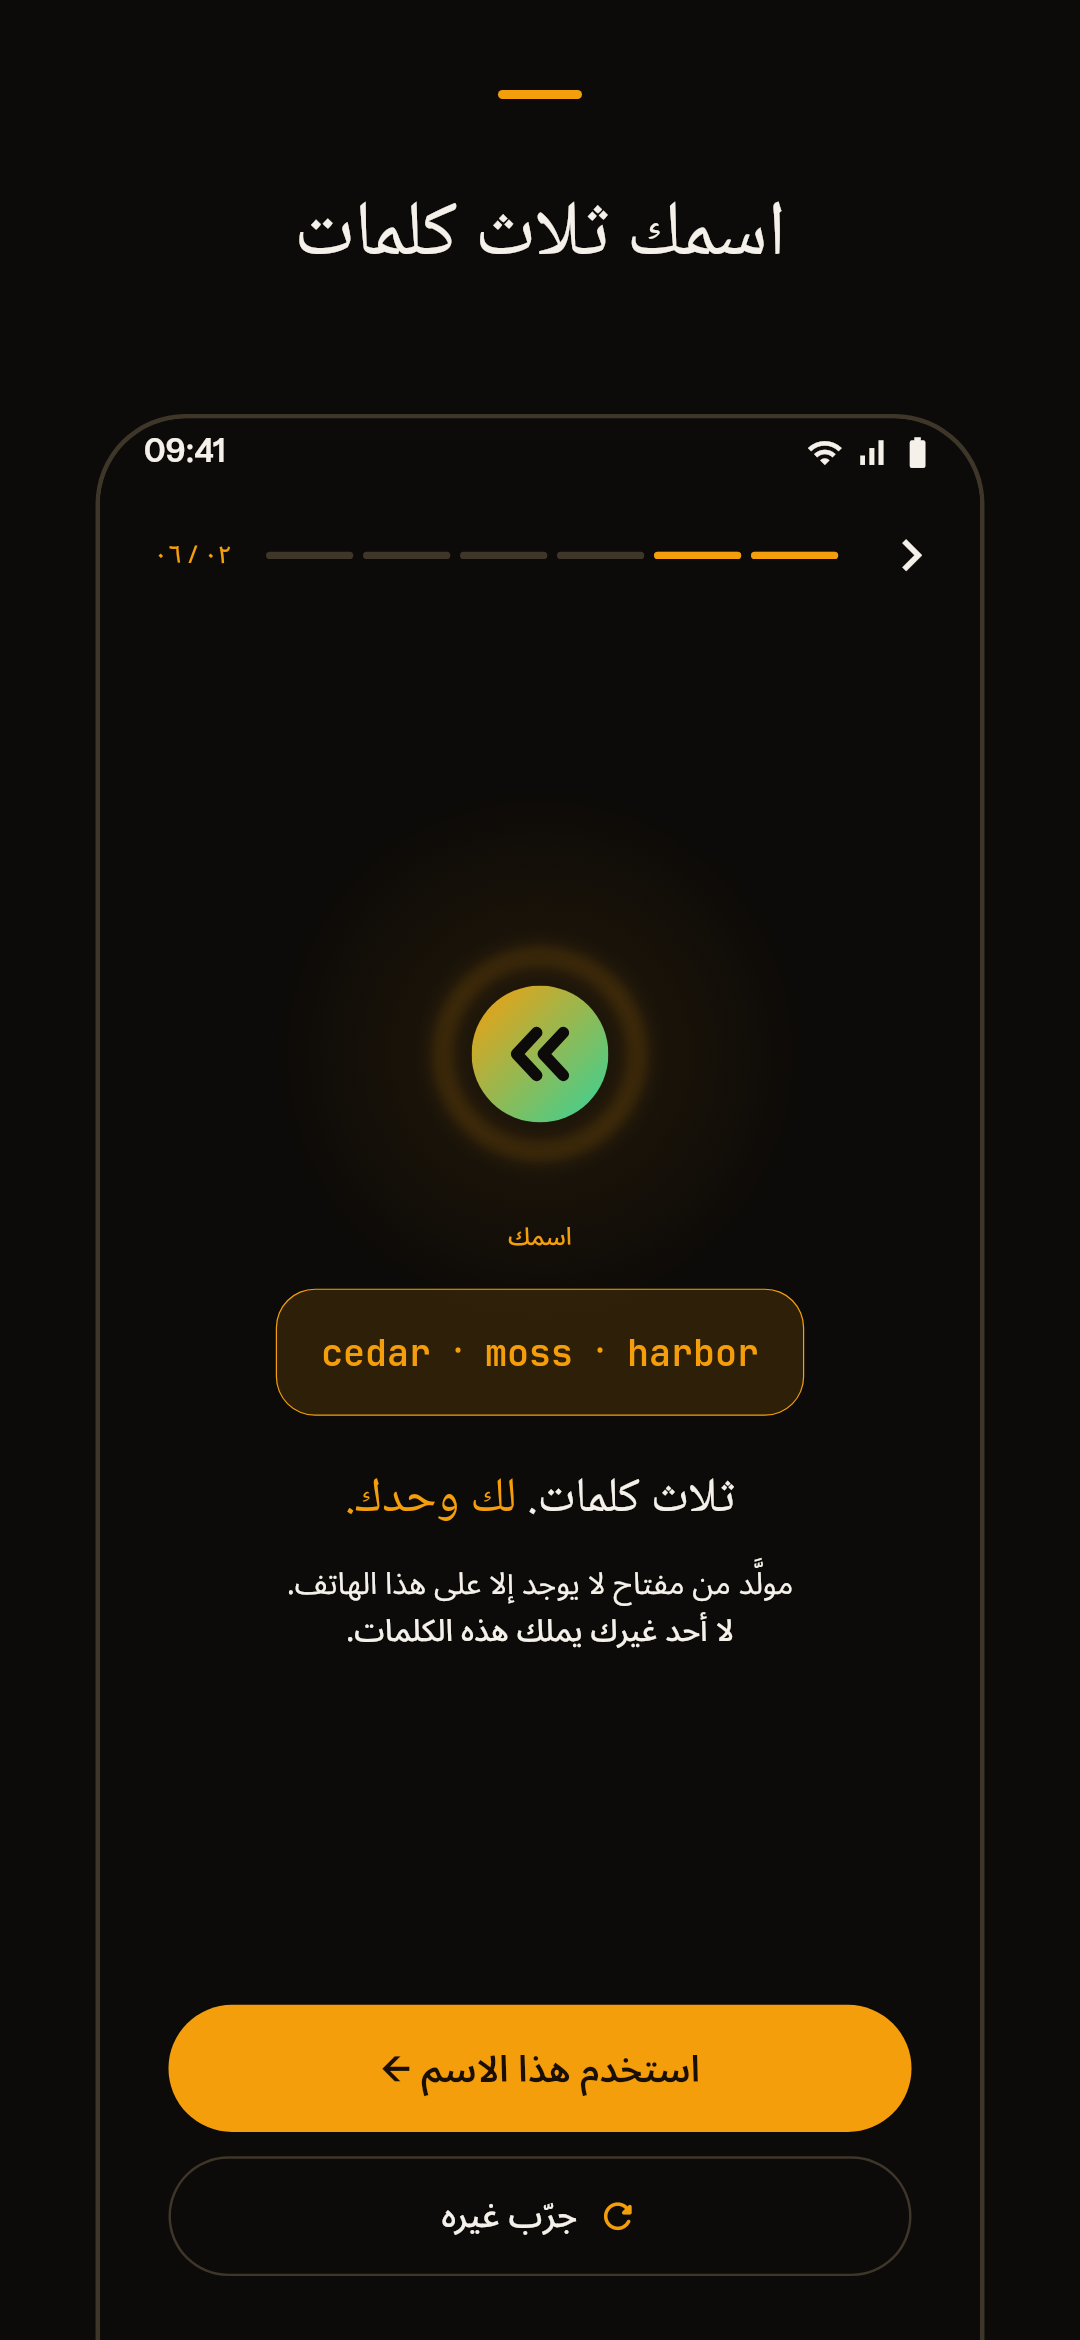 اسمك ثلاث كلمات
09:41
٠٢ / ٠٦
اسمك
cedar · moss · harbor
ثلاث كلمات. لك وحدك.
مولَّد من مفتاح لا يوجد إلا على هذا الهاتف.
لا أحد غيرك يملك هذه الكلمات.
استخدم هذا الاسم ←
جرّب غيره